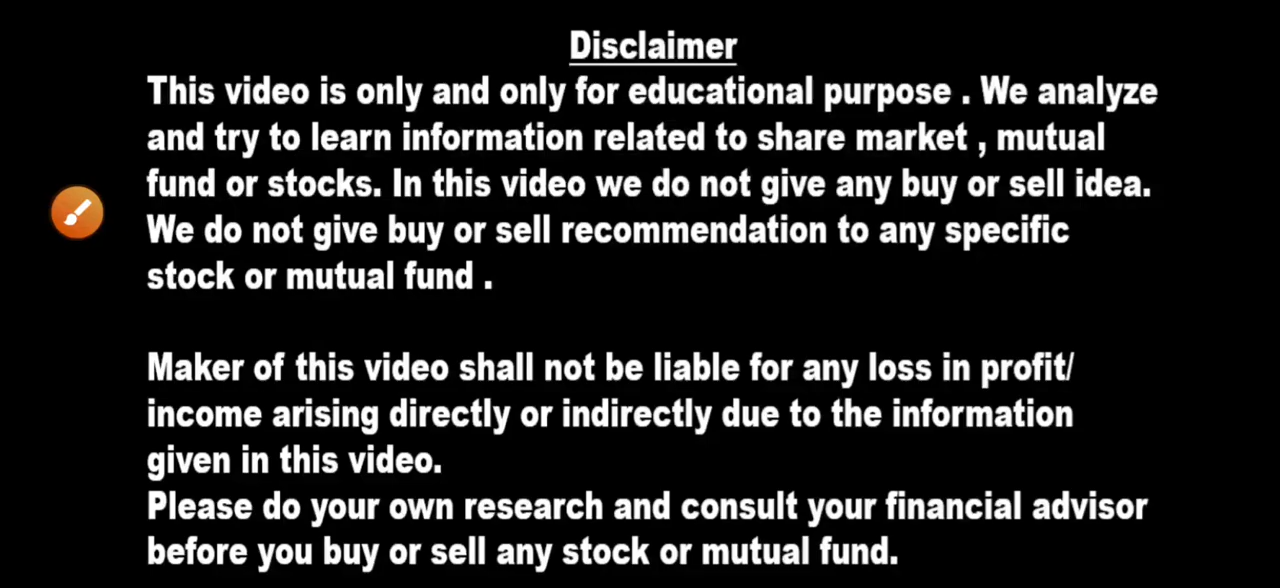 Disclaimer
This video is only and only for educational purpose . We analyze
and try to learn information related to share market , mutual
fund or stocks. In this video we do not give any buy or sell idea.
We do not give buy or sell recommendation to any specific
stock or mutual fund .
Maker of this video shall not be liable for any loss in profit/
income arising directly or indirectly due to the information
given in this video.
Please do your own research and consult your financial advisor
before you buy or sell any stock or mutual fund.